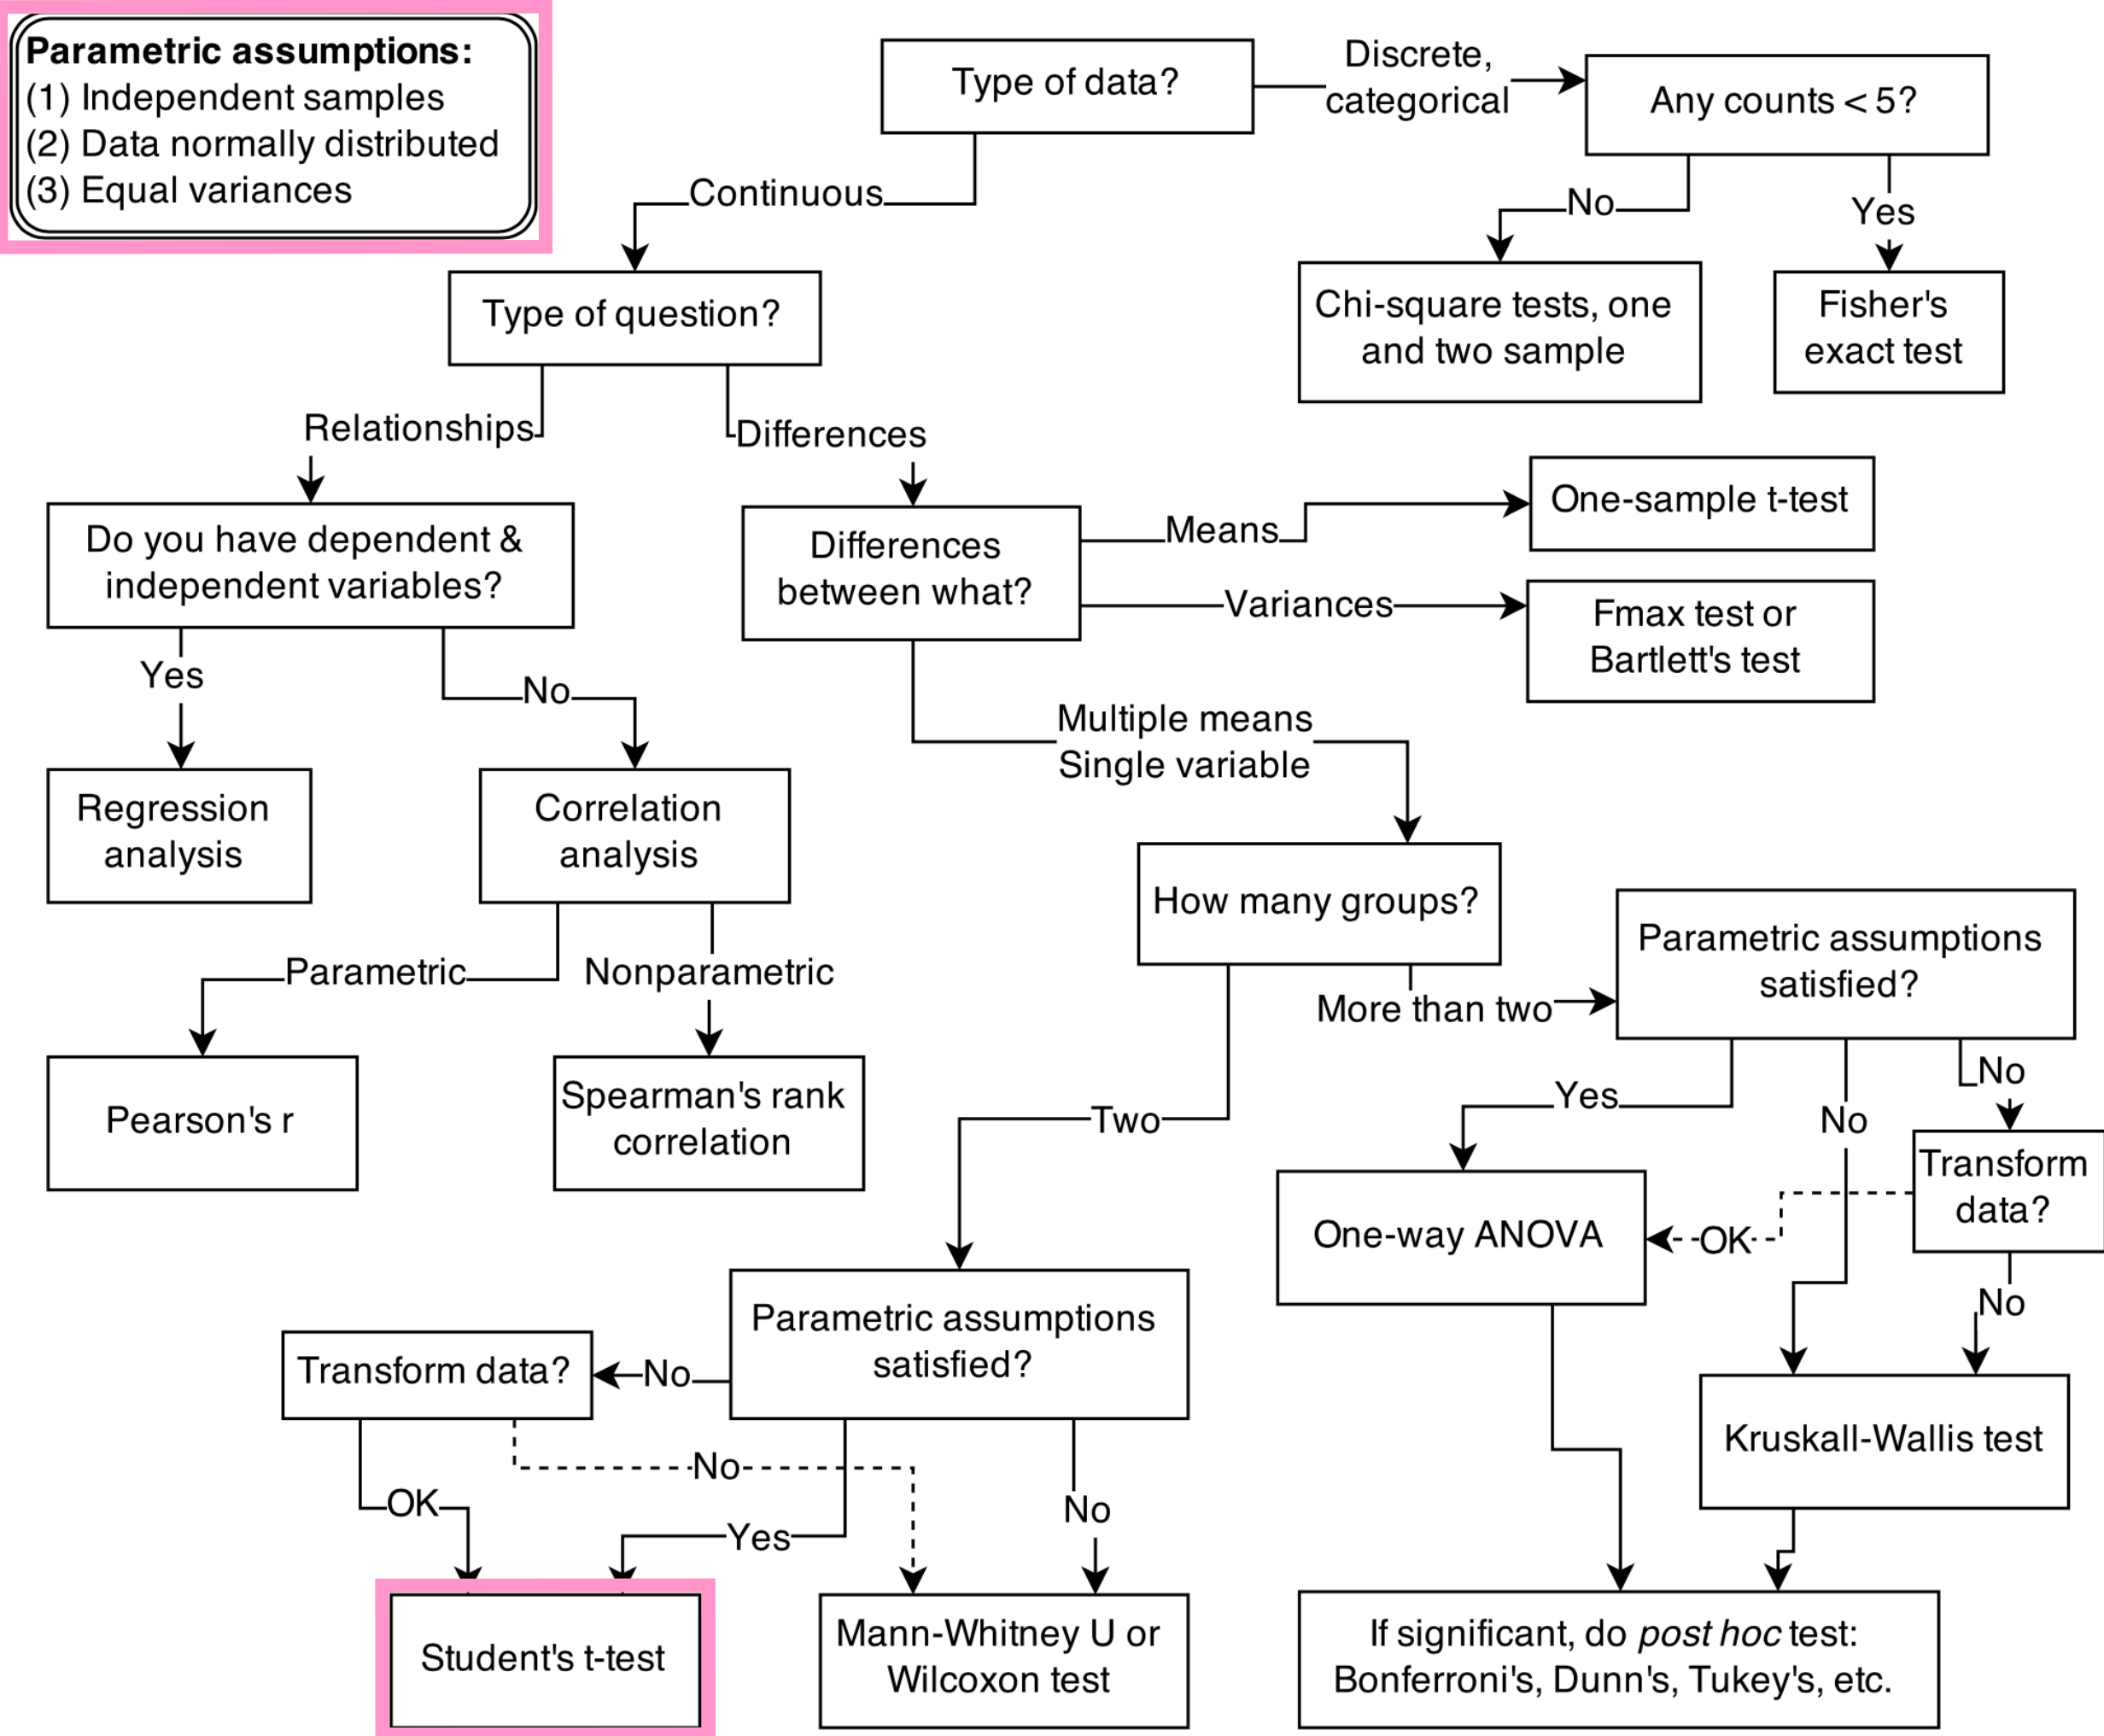 Parametric assumptions:
(1) Independent samples
(2) Data normally distributed
(3) Equal variances
Type of data?
Discrete,
categorical
Any counts < 5?
Continuous
No
Yes
Type of question?
Chi-square tests, one
and two sample
Fisher's
exact test
Relationships
Differences
Do you have dependent &
independent variables?
Differences
between what?
Means
One-sample t-test
Variances
Fmax test or
Bartlett's test
Yes
No
Multiple means
Single variable
Regression
analysis
Correlation
analysis
How many groups?
Parametric
Nonparametric
More than two
Parametric assumptions
satisfied?
Pearson's r
Spearman's rank
correlation
Two
Yes
No
No
Transform
data?
One-way ANOVA
OK
No
Parametric assumptions
satisfied?
No
Transform data?
Kruskall-Wallis test
No
OK
Yes
No
Student's t-test
Mann-Whitney U or
Wilcoxon test
If significant, do post hoc test:
Bonferroni's, Dunn's, Tukey's, etc.